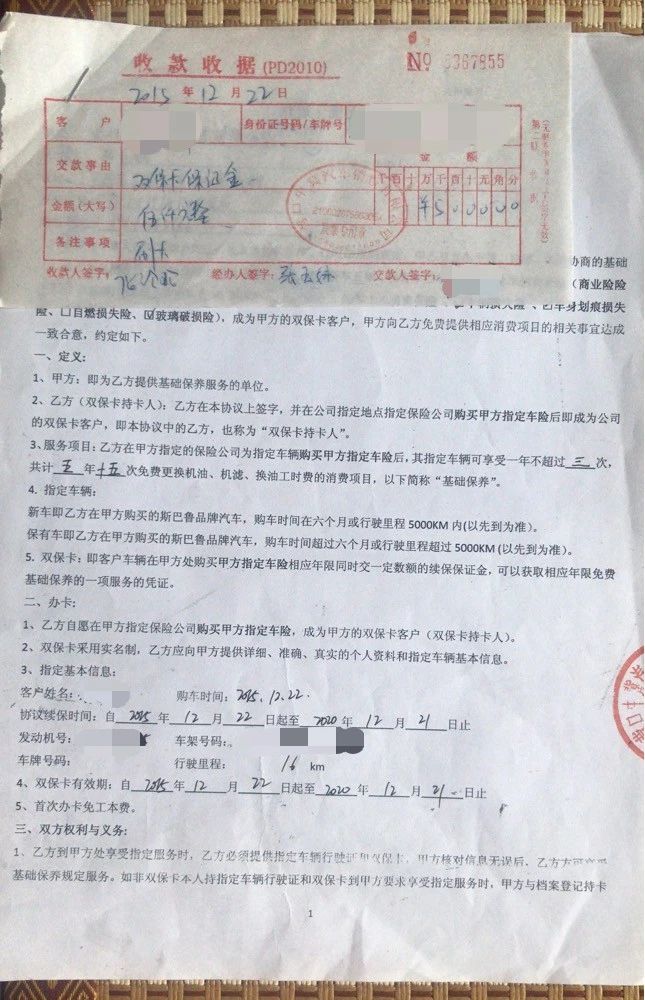 收款收据(PD2010)
№ 0367855
2015 年 12 月 22 日
客 户
身份证号码/车牌号
交款事由
双保卡保证金
金 额
千百十万千百十元角分
¥500000
金额(大写)
伍仟元整
备注事项
刷卡
收款人签字:
经办人签字:
交款人签字:
协商的基础
(商业险险
险、口自燃损失险、☑玻璃破损险),成为甲方的双保卡客户,甲方向乙方免费提供相应消费项目的相关事宜达成
一致合意,约定如下。
一、定义:
1、甲方:即为乙方提供基础保养服务的单位。
2、乙方(双保卡持卡人):乙方在本协议上签字,并在公司指定地点指定保险公司购买甲方指定车险后即成为公司
的双保卡客户,即本协议中的乙方,也称为“双保卡持卡人”。
3、服务项目:乙方在甲方指定的保险公司为指定车辆购买甲方指定车险后,其指定车辆可享受一年不超过 三 次,
共计 五 年 十五 次免费更换机油、机滤、换油工时费的消费项目,以下简称“基础保养”。
4. 指定车辆:
新车即乙方在甲方购买的斯巴鲁品牌汽车,购车时间在六个月或行驶里程 5000KM 内(以先到为准)。
保有车即乙方在甲方购买的斯巴鲁品牌汽车,购车时间超过六个月或行驶里程超过 5000KM (以先到为准)。
5. 双保卡:即客户车辆在甲方处购买甲方指定车险相应年限同时交一定数额的续保保证金,可以获取相应年限免费
基础保养的一项服务的凭证。
二、办卡:
1、乙方自愿在甲方指定保险公司购买甲方指定车险,成为甲方的双保卡客户(双保卡持卡人)。
2、双保卡采用实名制,乙方应向甲方提供详细、准确、真实的个人资料和指定车辆基本信息。
3、指定基本信息:
客户姓名: 购车时间:2015.12.22.
协议续保时间:自 2015 年 12 月 22 日起至 2020 年 12 月 21 日止
发动机号: 车架号码:
车牌号码: 行驶里程: 16 km
4、双保卡有效期:自 2015 年 12 月 22 日起至 2020 年 12 月 21 日止
5、首次办卡免工本费。
三、双方权利与义务:
1、乙方到甲方处享受指定服务时,乙方必须提供指定车辆行驶证和双保卡,甲方核对信息无误后,乙方方可享受
基础保养规定服务。如非双保卡本人持指定车辆行驶证和双保卡到甲方要求享受指定服务时,甲方与档案登记持卡
1